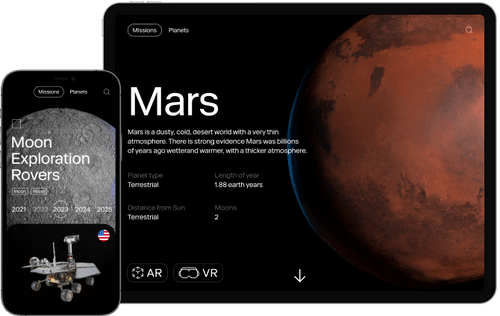 Missions Planets
Mars
Mars is a dusty, cold, desert world with a very thin
atmosphere. There is strong evidence Mars was billions
of years ago wetterand warmer, with a thicker atmosphere.
Planet type
Terrestrial
Length of year
1.88 earth years
Distance from Sun
Terrestrial
Moons
2
AR
VR
Missions Planets
Moon
Exploration
Rovers
Moon Rover
2021 2022 2023 2024 2025